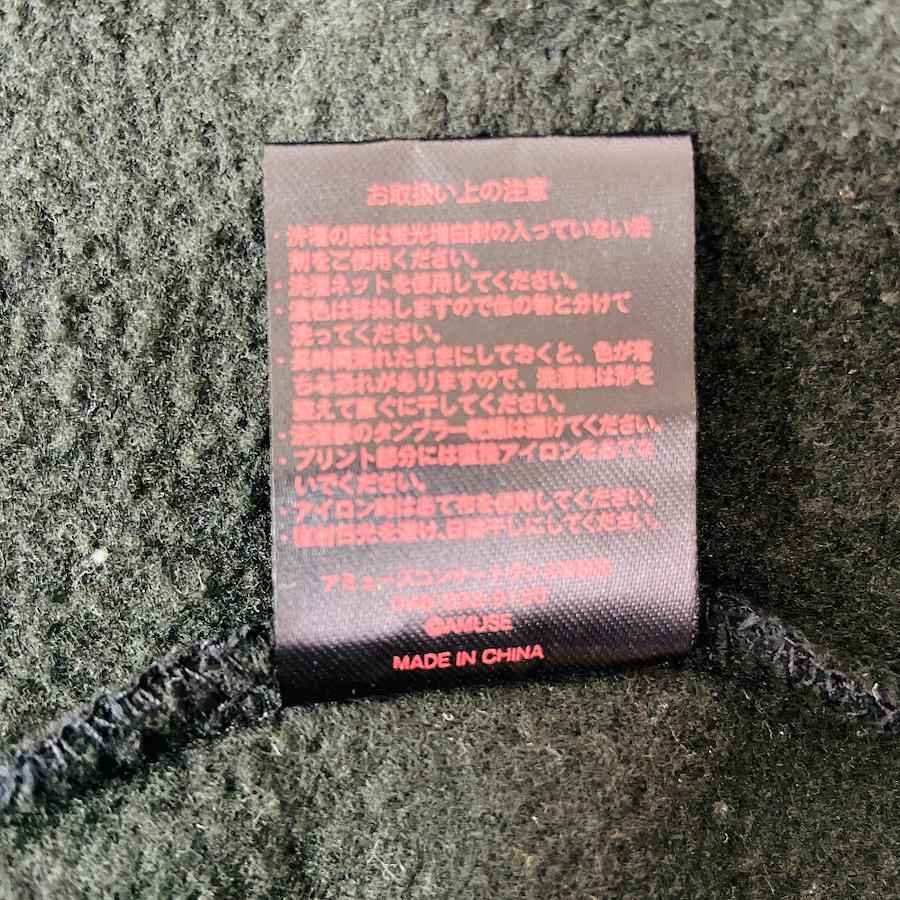 お取扱い上の注意
・洗濯の際は蛍光増白剤の入っていない洗
剤をご使用ください。
・洗濯ネットを使用してください。
・濃色は移染しますので他の物と分けて
洗ってください。
・長時間濡れたままにしておくと、色が落
ちる恐れがありますので、洗濯後は形を
整えて直ぐに干してください。
・洗濯後のタンブラー乾燥は避けてください。
・プリント部分には直接アイロンをあてな
いでください。
・アイロン時はあて布を使用してください。
・直射日光を避け、日陰干しにしてください。
アミューズコンサートグッズ
©AMUSE
MADE IN CHINA